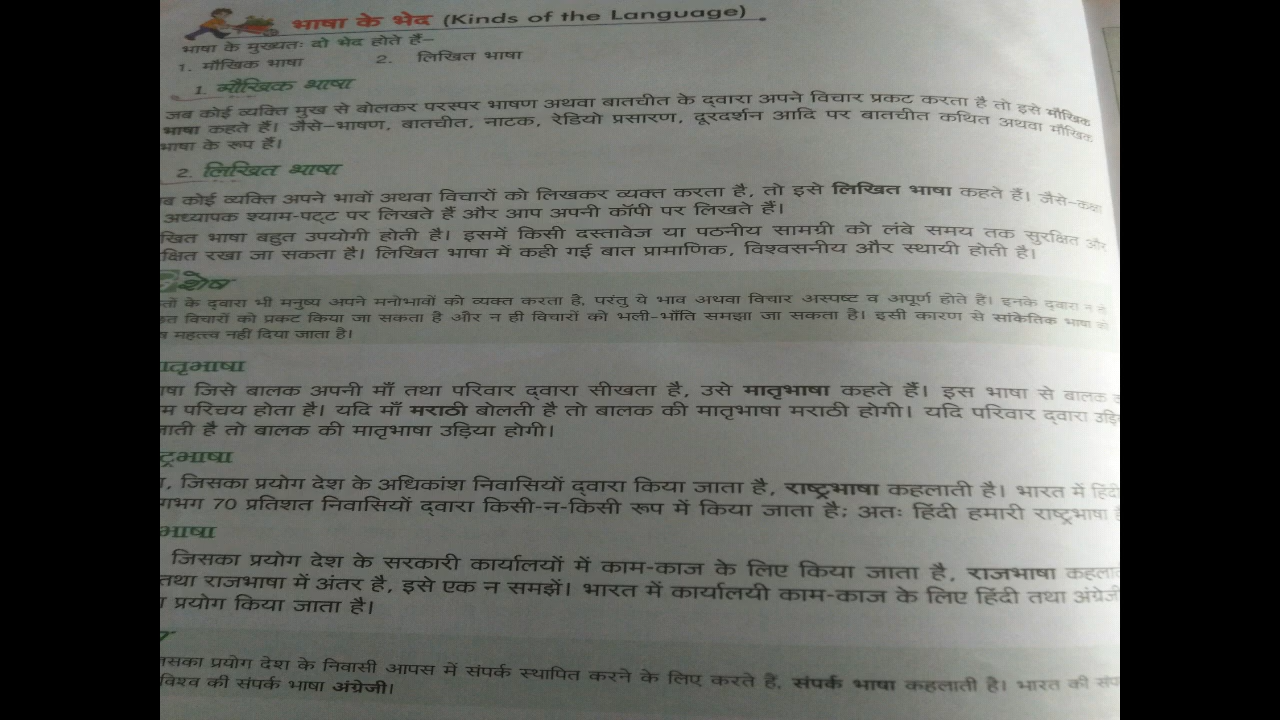 भाषा के भेद (Kinds of the Language)
भाषा के मुख्यतः दो भेद होते हैं–
1. मौखिक भाषा 2. लिखित भाषा
1. मौखिक भाषा
जब कोई व्यक्ति मुख से बोलकर परस्पर भाषण अथवा बातचीत के द्वारा अपने विचार प्रकट करता है तो इसे मौखिक
भाषा कहते हैं। जैसे–भाषण, बातचीत, नाटक, रेडियो प्रसारण, दूरदर्शन आदि पर बातचीत कथित अथवा मौखिक
भाषा के रूप हैं।
2. लिखित भाषा
कोई व्यक्ति अपने भावों अथवा विचारों को लिखकर व्यक्त करता है, तो इसे लिखित भाषा कहते हैं। जैसे–कक्षा
अध्यापक श्याम-पट्ट पर लिखते हैं और आप अपनी कॉपी पर लिखते हैं।
खित भाषा बहुत उपयोगी होती है। इसमें किसी दस्तावेज या पठनीय सामग्री को लंबे समय तक सुरक्षित और
क्षित रखा जा सकता है। लिखित भाषा में कही गई बात प्रामाणिक, विश्वसनीय और स्थायी होती है।
शेष
तों के द्वारा भी मनुष्य अपने मनोभावों को व्यक्त करता है, परंतु ये भाव अथवा विचार अस्पष्ट व अपूर्ण होते हैं। इनके द्वारा न तो
विचारों को प्रकट किया जा सकता है और न ही विचारों को भली-भाँति समझा जा सकता है। इसी कारण से सांकेतिक भाषा को
महत्त्व नहीं दिया जाता है।
ातृभाषा
षा जिसे बालक अपनी माँ तथा परिवार द्वारा सीखता है, उसे मातृभाषा कहते हैं। इस भाषा से बालक
म परिचय होता है। यदि माँ मराठी बोलती है तो बालक की मातृभाषा मराठी होगी। यदि परिवार द्वारा उड़ि
ाती है तो बालक की मातृभाषा उड़िया होगी।
ट्रभाषा
जिसका प्रयोग देश के अधिकांश निवासियों द्वारा किया जाता है, राष्ट्रभाषा कहलाती है। भारत में हिंदी
गभग 70 प्रतिशत निवासियों द्वारा किसी-न-किसी रूप में किया जाता है; अतः हिंदी हमारी राष्ट्रभाषा
भाषा
जिसका प्रयोग देश के सरकारी कार्यालयों में काम-काज के लिए किया जाता है, राजभाषा कहला
तथा राजभाषा में अंतर है, इसे एक न समझें। भारत में कार्यालयी काम-काज के लिए हिंदी तथा अंग्रेजी
प्रयोग किया जाता है।
सका प्रयोग देश के निवासी आपस में संपर्क स्थापित करने के लिए करते हैं, संपर्क भाषा कहलाती है। भारत की संप
विश्व की संपर्क भाषा अंग्रेजी।